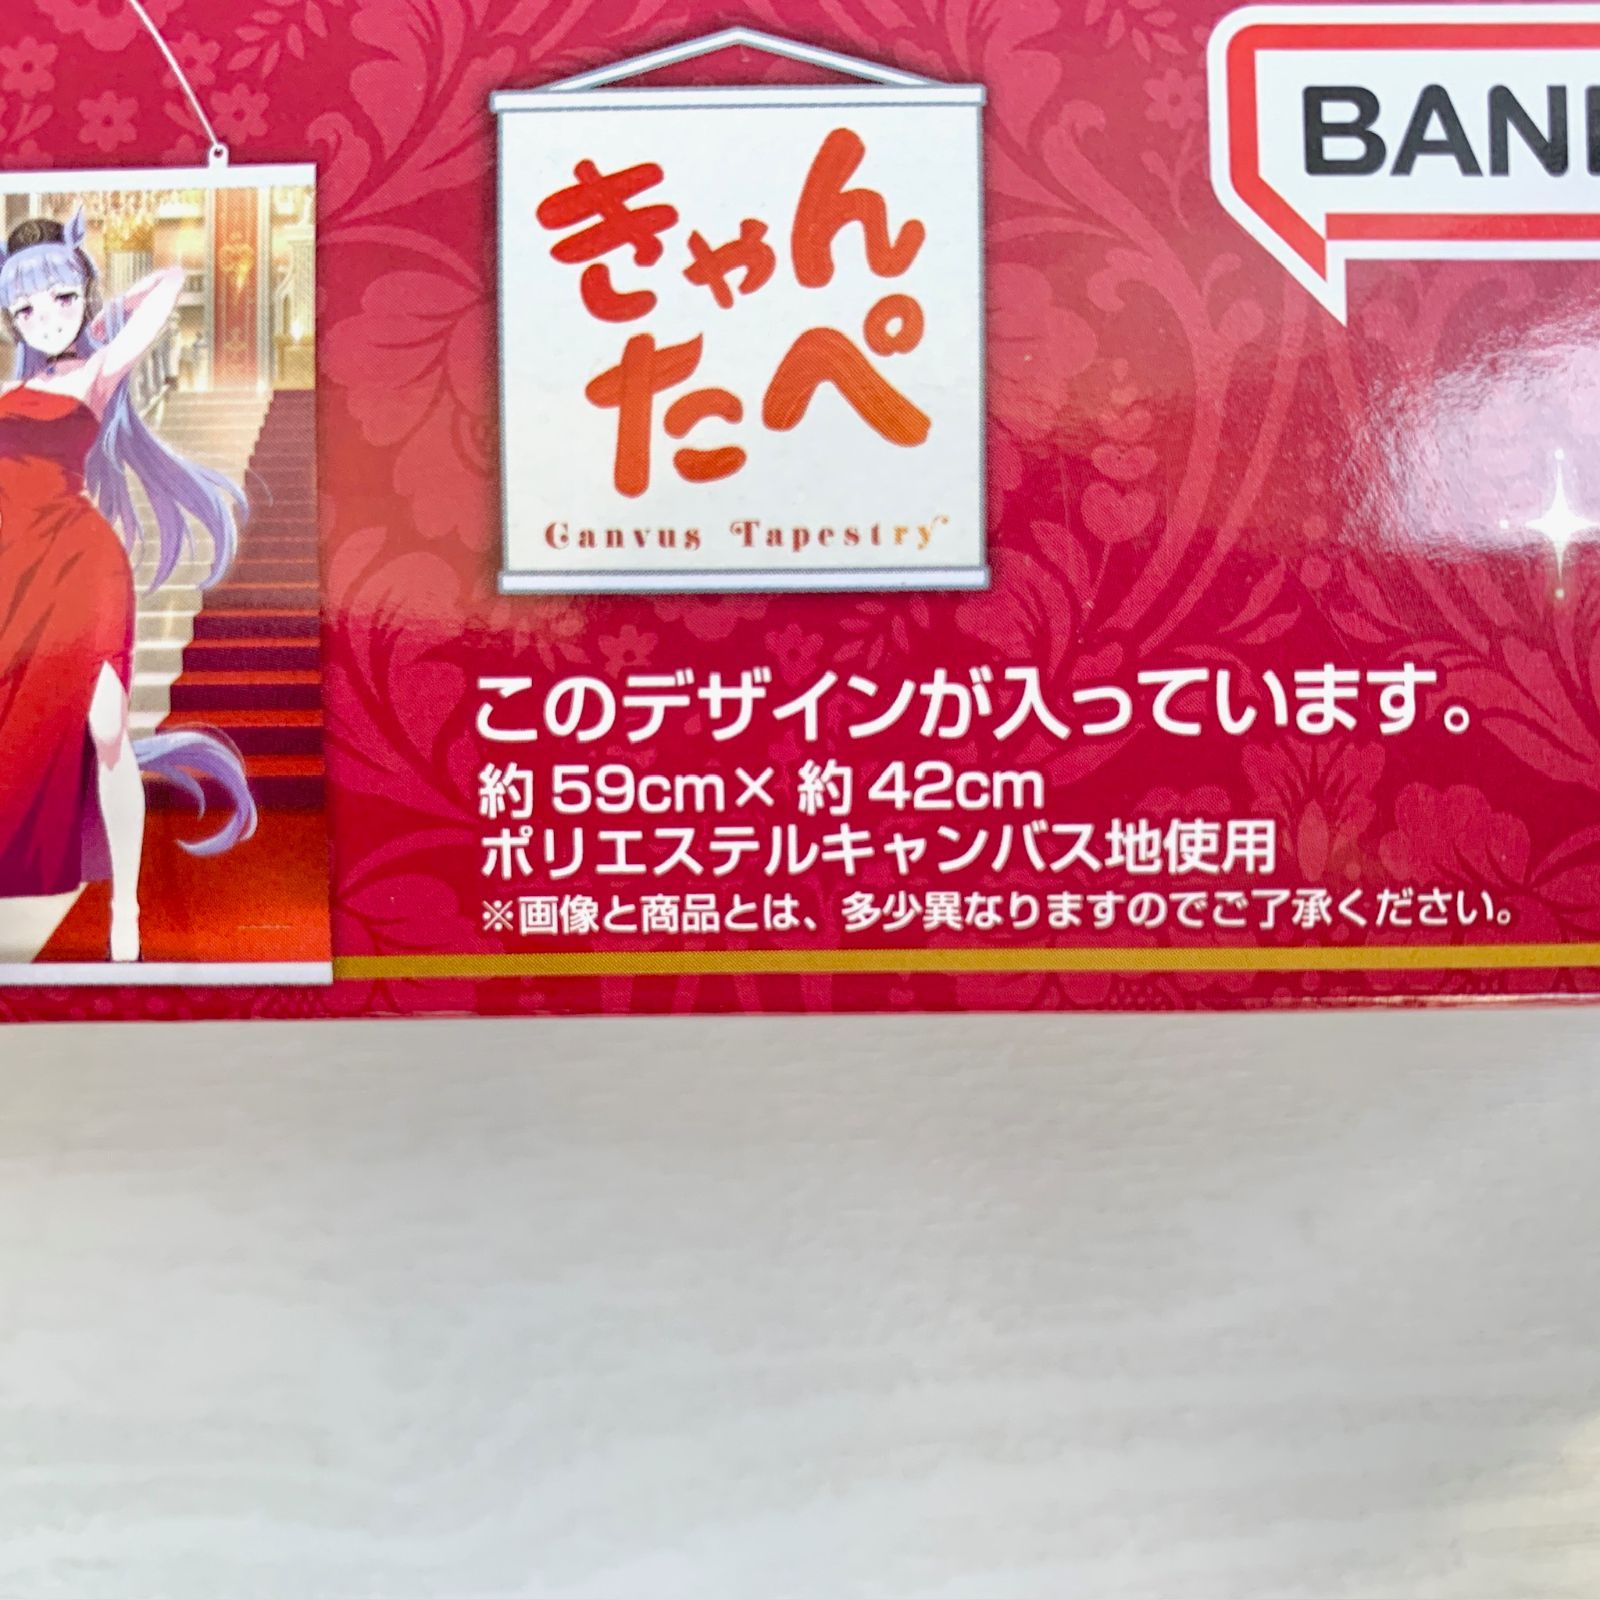 きゃん
たぺ
Canvus Tapestry
BAN
このデザインが入っています。
約59cm×約42cm
ポリエステルキャンバス地使用
※画像と商品とは、多少異なりますのでご了承ください。